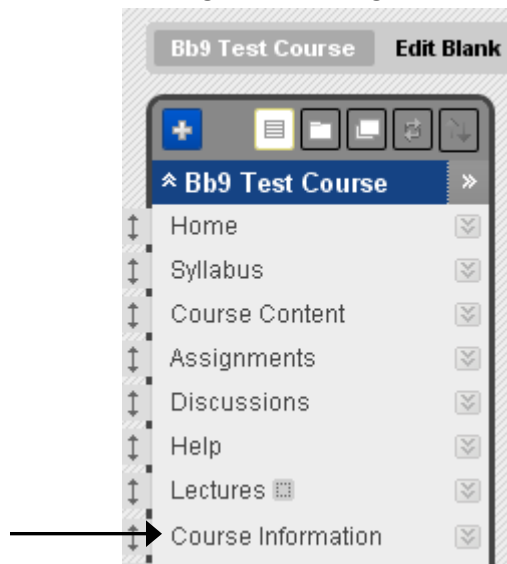 Bb9 Test Course Edit Blank
Bb9 Test Course
Home
Syllabus
Course Content
Assignments
Discussions
Help
Lectures
Course Information